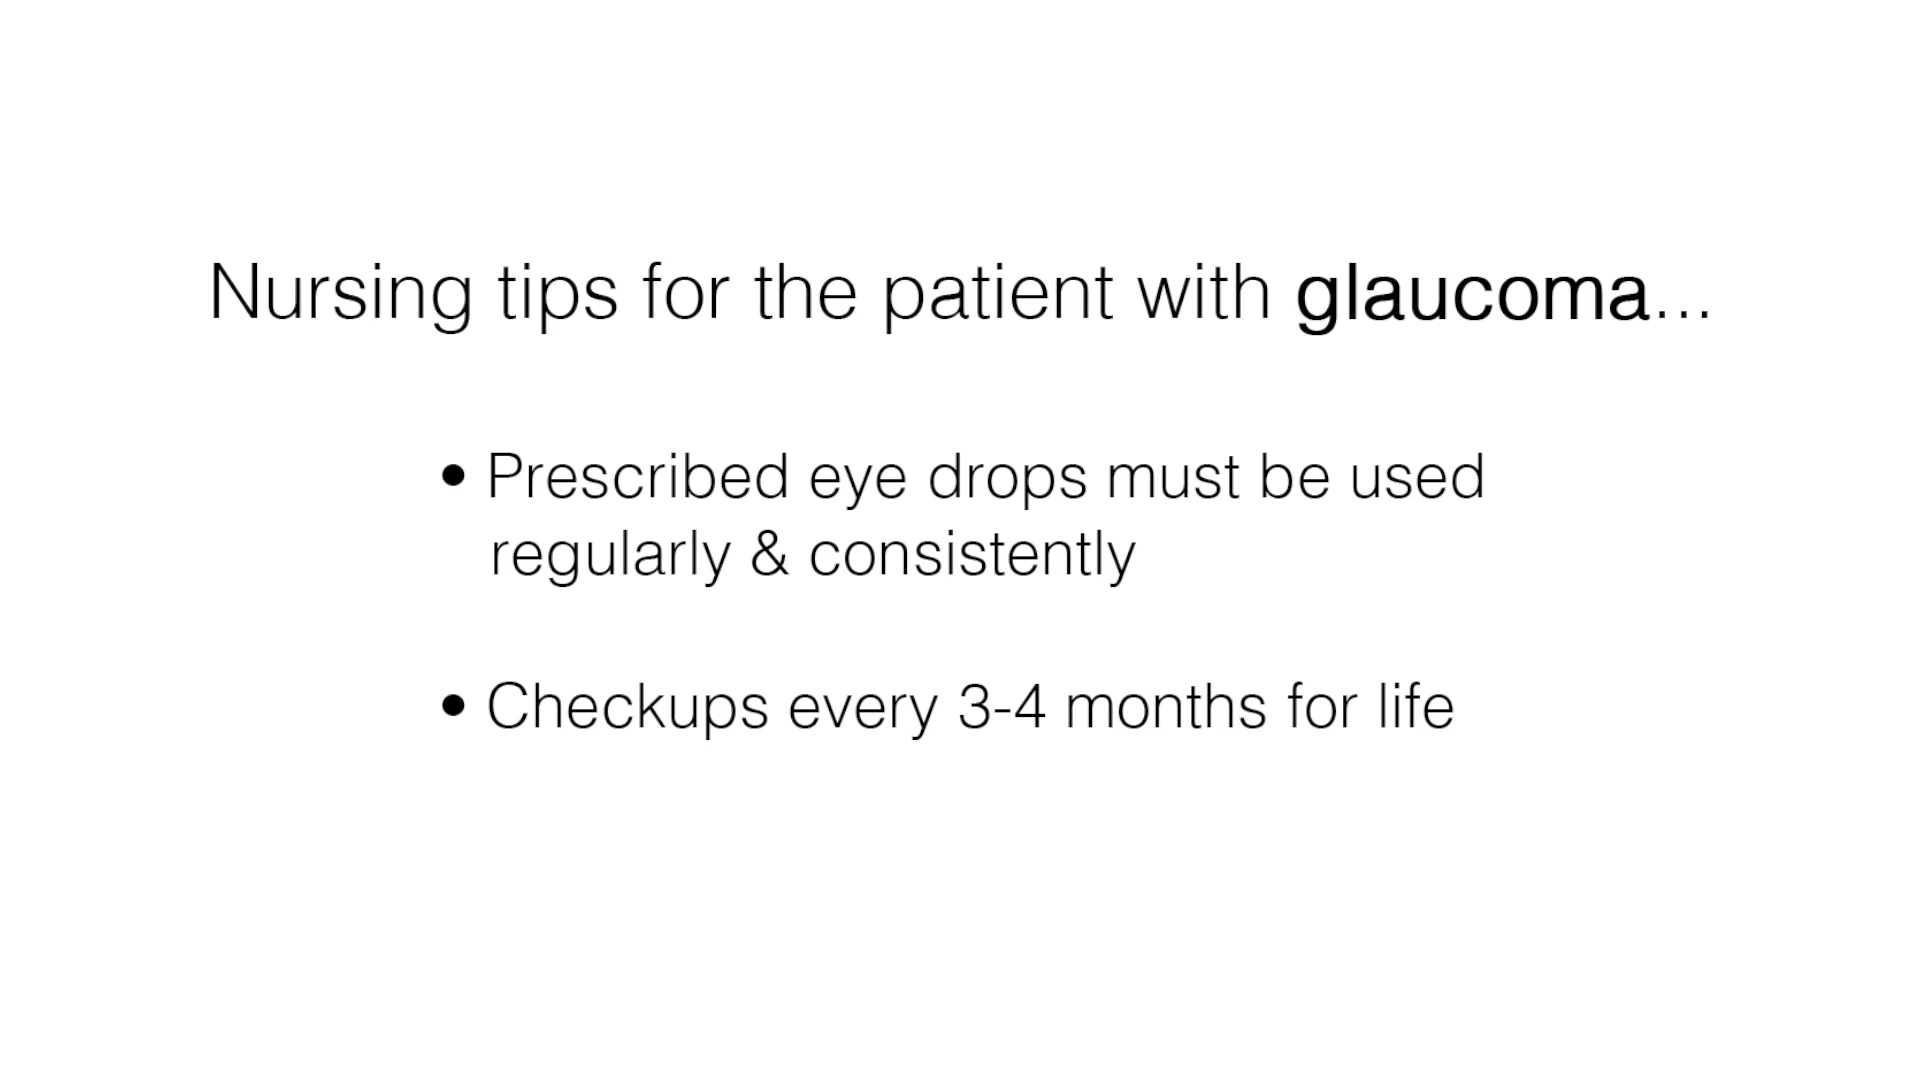 Nursing tips for the patient with glaucoma...
• Prescribed eye drops must be used
regularly & consistently
• Checkups every 3-4 months for life